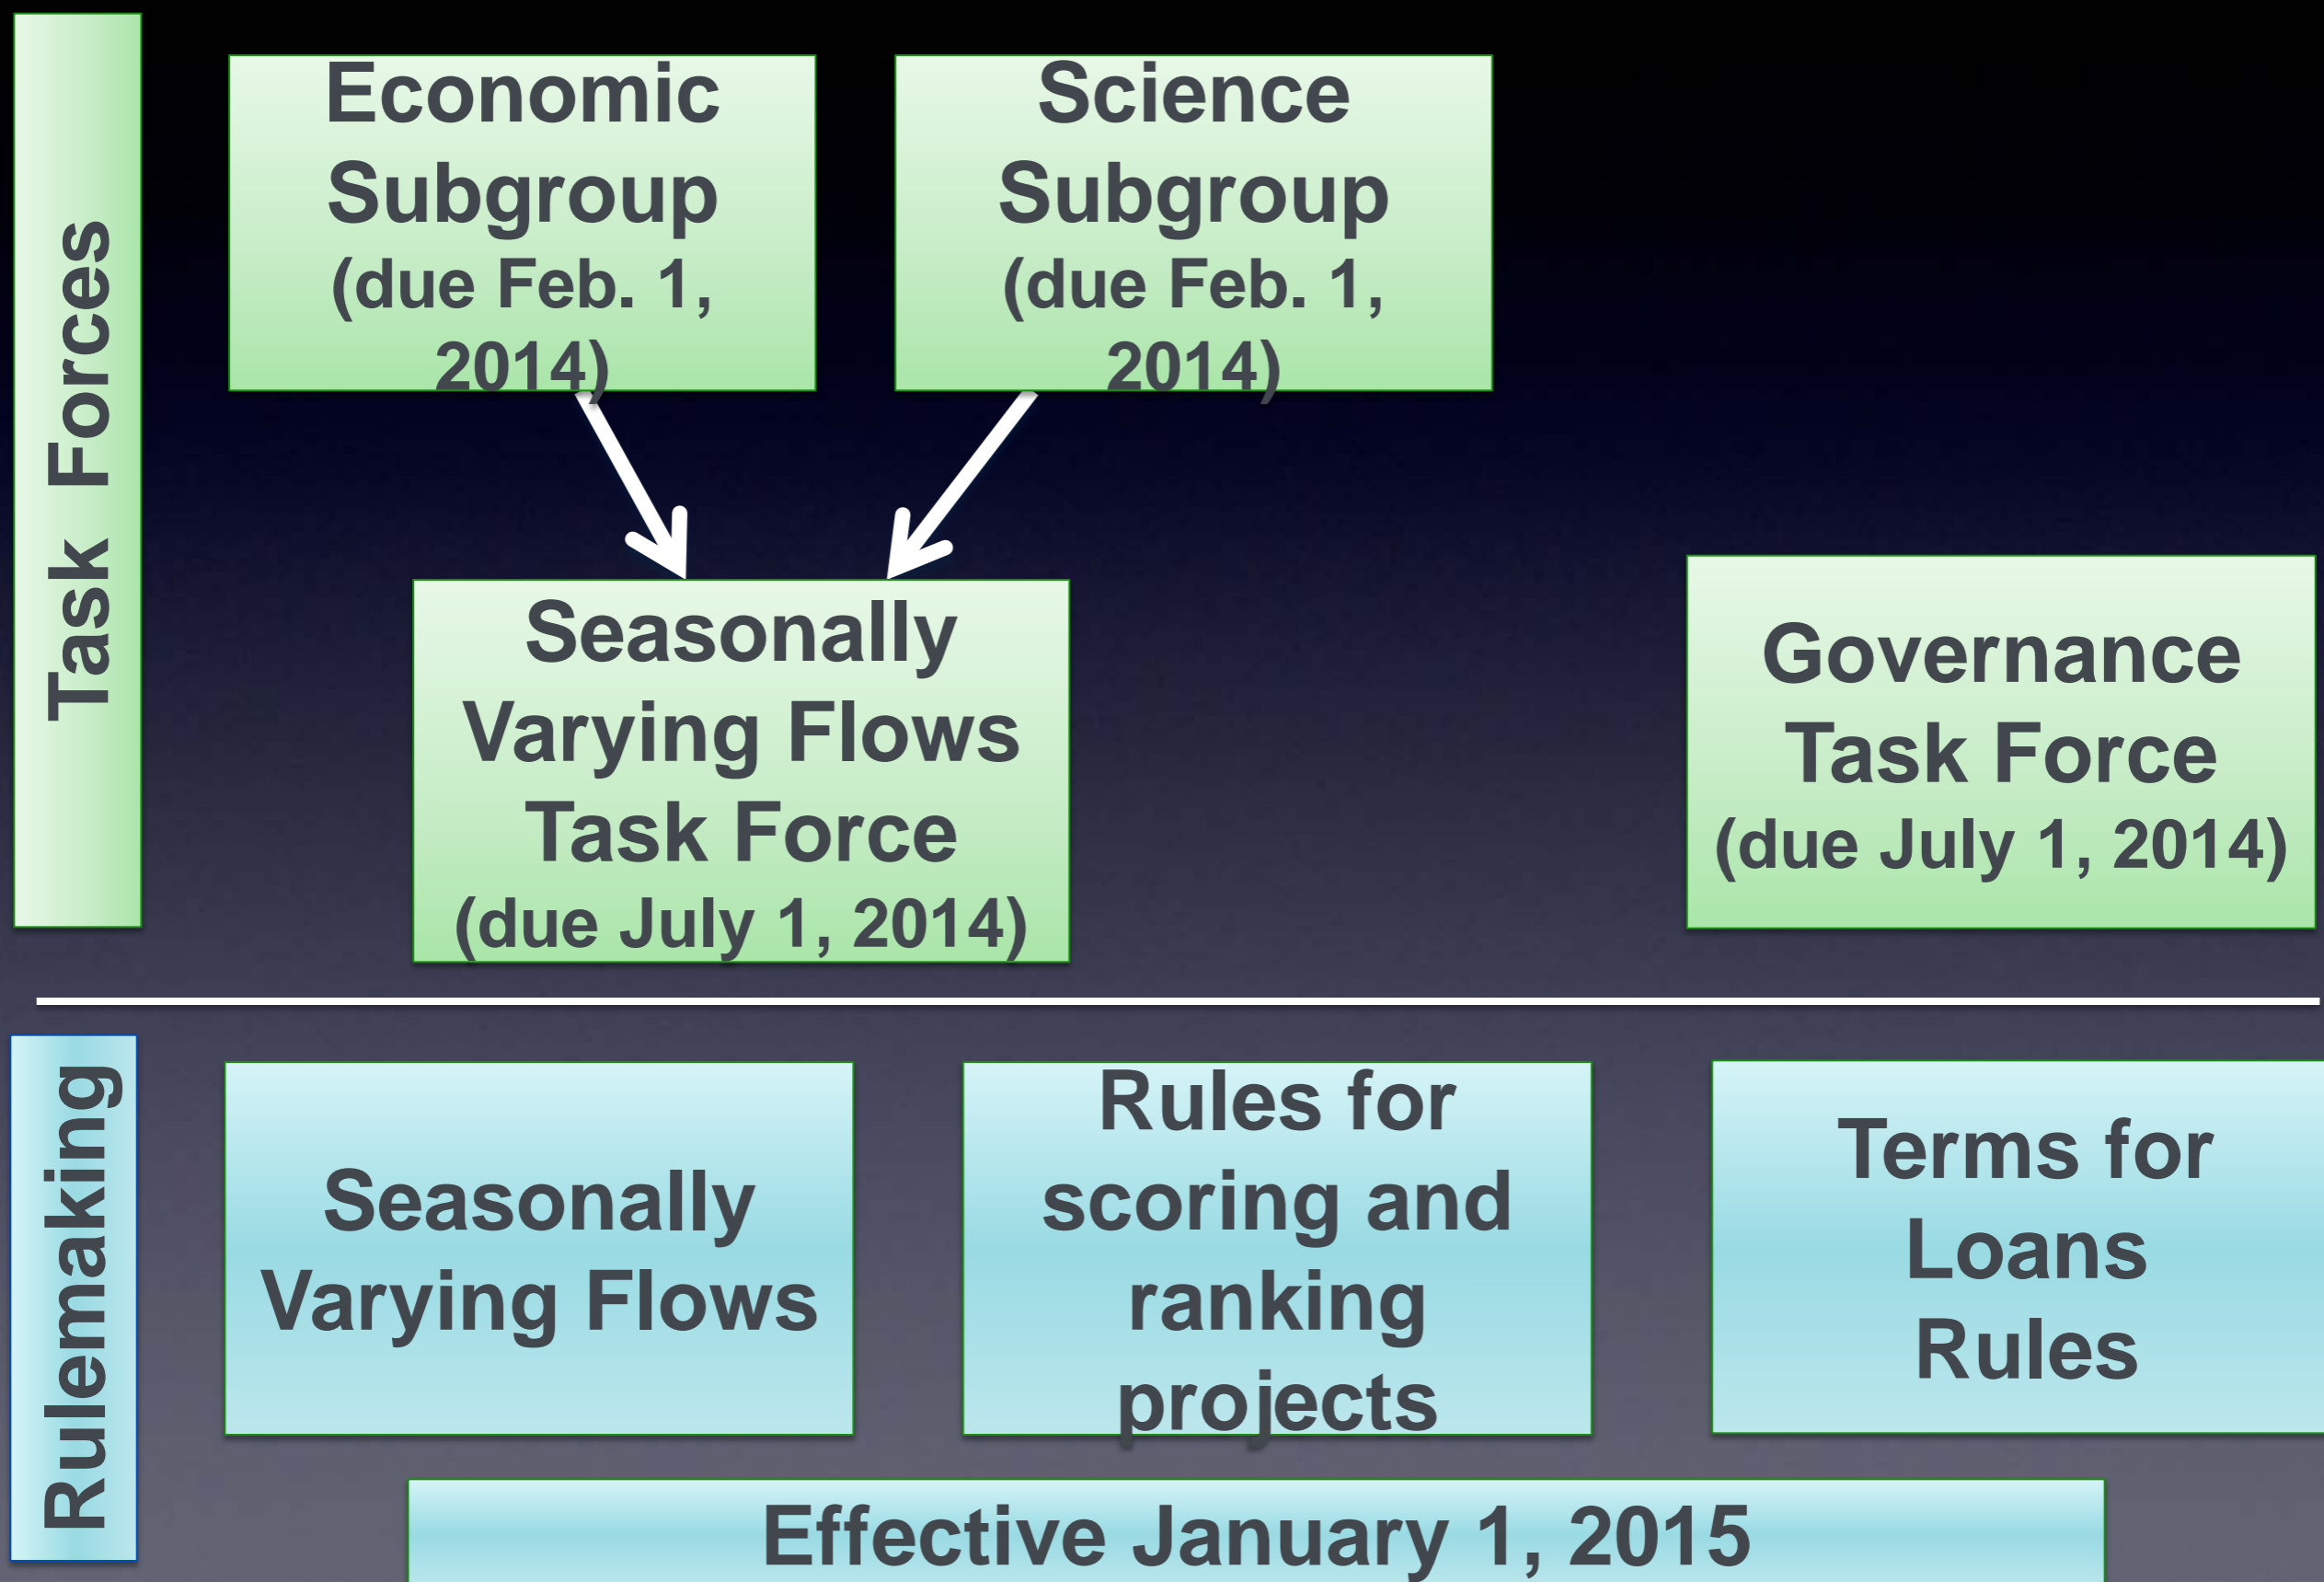 Task Forces
Economic
Subgroup
(due Feb. 1,
2014)
Science
Subgroup
(due Feb. 1,
2014)
Seasonally
Varying Flows
Task Force
(due July 1, 2014)
Governance
Task Force
(due July 1, 2014)
Rulemaking
Seasonally
Varying Flows
Rules for
scoring and
ranking
projects
Terms for
Loans
Rules
Effective January 1, 2015